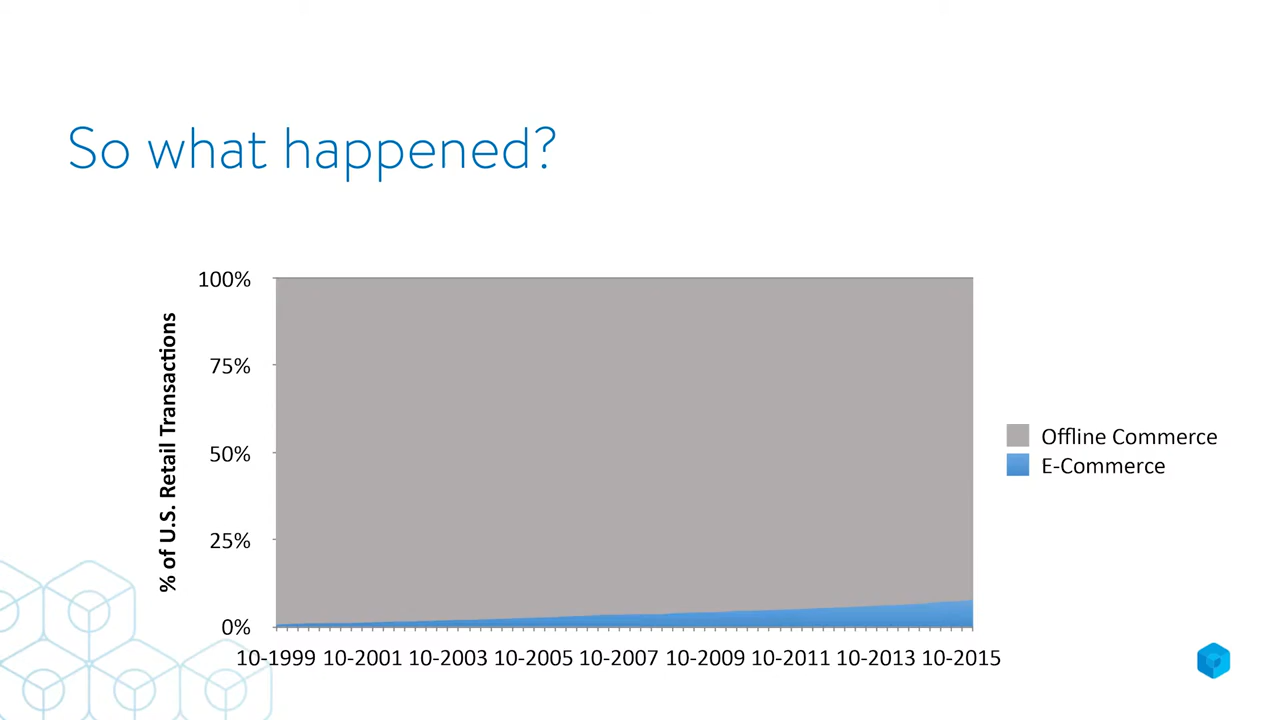 So what happened?
100%
75%
50%
25%
0%
% of U.S. Retail Transactions
10-1999 10-2001 10-2003 10-2005 10-2007 10-2009 10-2011 10-2013 10-2015
Offline Commerce
E-Commerce